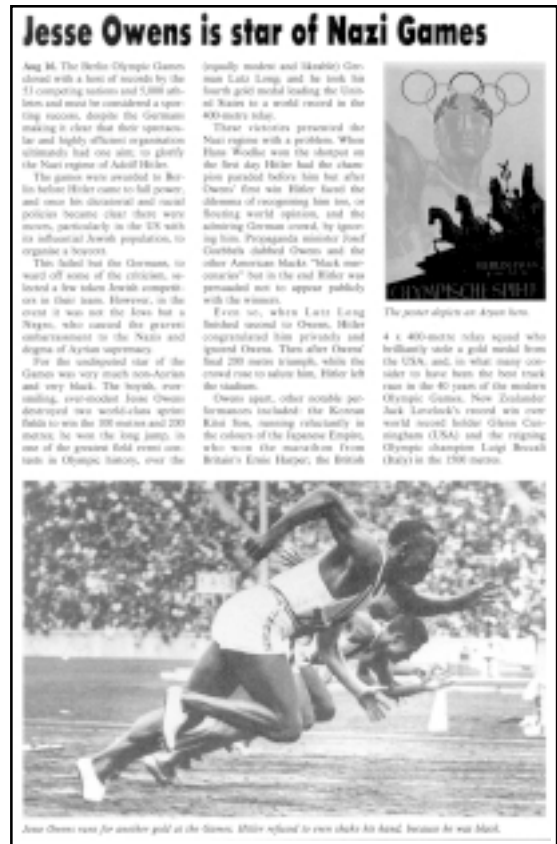 Jesse Owens is star of Nazi Games
Aug 16. The Berlin Olympic Games
closed with a host of records by the
53 competing nations and 5,000 ath-
letes and must be considered a spor-
ting success, despite the Germans
making it clear that their spectacu-
lar and highly efficient organisation
ultimately had one aim: to glorify
the Nazi regime of Adolf Hitler.
The games were awarded to Ber-
lin before Hitler came to full power,
and once his dictatorial and racial
policies became clear there were
moves, particularly in the US with
its influential Jewish population, to
organise a boycott.
This failed but the Germans, to
ward off some of the criticism, se-
lected a few token Jewish competit-
ors in their team. However, in the
event it was not the Jews but a
Negro, who caused the gravest
embarrassment to the Nazis and
dogma of Ayrian supremacy.
For the undisputed star of the
Games was very much non-Aryan
and very black. The boyish, ever-
smiling, ever-modest Jesse Owens
destroyed two world-class sprint
fields to win the 100 metres and 200
metres; he won the long jump, in
one of the greatest field event con-
tests in Olympic history, over the
(equally modest and likeable) Ger-
man Lutz Long; and he took his
fourth gold medal leading the Unit-
ed States to a world record in the
400-metre relay.
These victories presented the
Nazi regime with a problem. When
Hans Woelke won the shotput on
the first day Hitler had the cham-
pion paraded before him but after
Owens' first win Hitler faced the
dilemma of recognising him too, or
flouting world opinion, and the
admiring German crowd, by ignor-
ing him. Propaganda minister Josef
Goebbels dubbed Owens and the
other American blacks "black mer-
cenaries" but in the end Hitler was
persuaded not to appear publicly
with the winners.
Even so, when Lutz Long
finished second to Owens, Hitler
congratulated him privately and
ignored Owens. Then after Owens'
final 200 metre triumph, while the
crowd rose to salute him, Hitler left
the stadium.
Owens apart, other notable per-
formances included: the Korean
Kitei Son, running reluctantly in
the colours of the Japanese Empire,
who won the marathon from
Britain's Ernie Harper; the British
OLYMPISCHE SPIELE
The poster depicts an Aryan hero.
4 x 400-metre relay squad who
brilliantly stole a gold medal from
the USA; and, in what many con-
sider to have been the best track
race in the 40 years of the modern
Olympic Games, New Zealander
Jack Lovelock's record win over
world record holder Glenn Cun-
ningham (USA) and the reigning
Olympic champion Luigi Beccali
(Italy) in the 1500 metres.
Jesse Owens runs for another gold at the Games. Hitler refused to even shake his hand, because he was black.